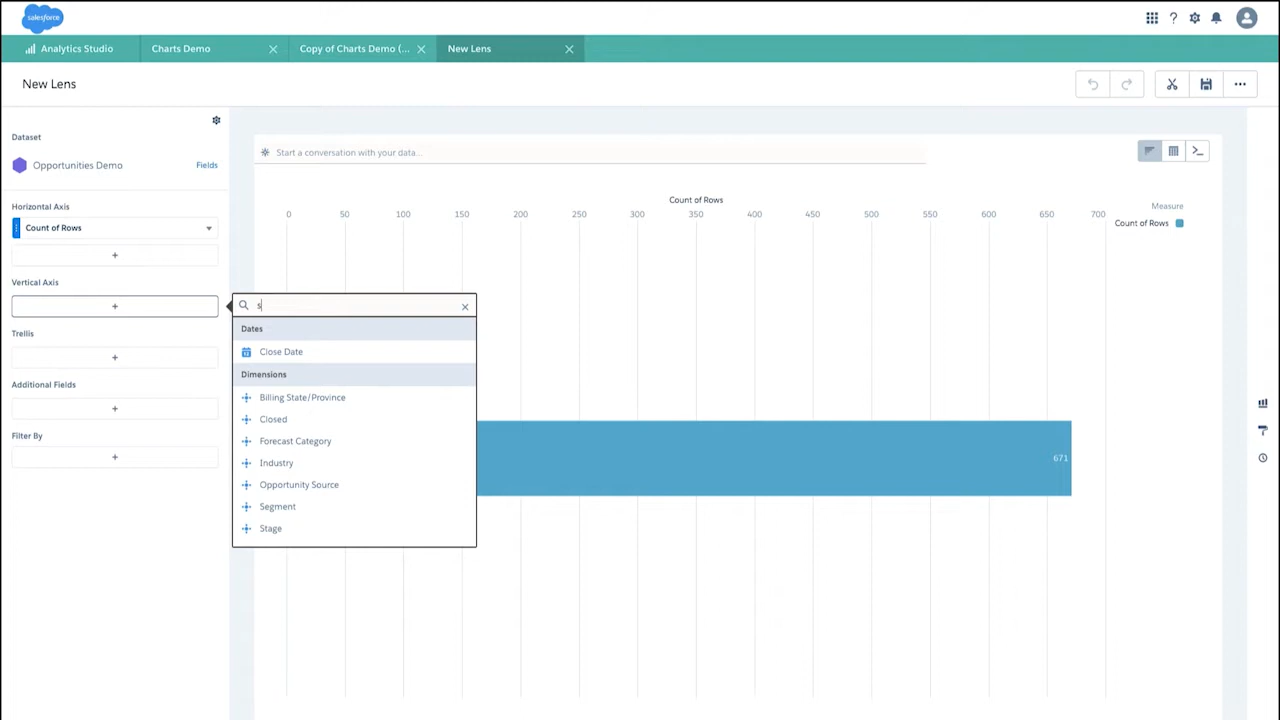 salesforce
?
Analytics Studio
Charts Demo
Copy of Charts Demo (...
New Lens
New Lens
Dataset
Opportunities Demo
Fields
Horizontal Axis
Count of Rows
+
Vertical Axis
+
Trellis
+
Additional Fields
+
Filter By
+
s
Dates
Close Date
Dimensions
Billing State/Province
Closed
Forecast Category
Industry
Opportunity Source
Segment
Stage
Start a conversation with your data...
Count of Rows
0 50 100 150 200 250 300 350 400 450 500 550 600 650 700
671
Measure
Count of Rows